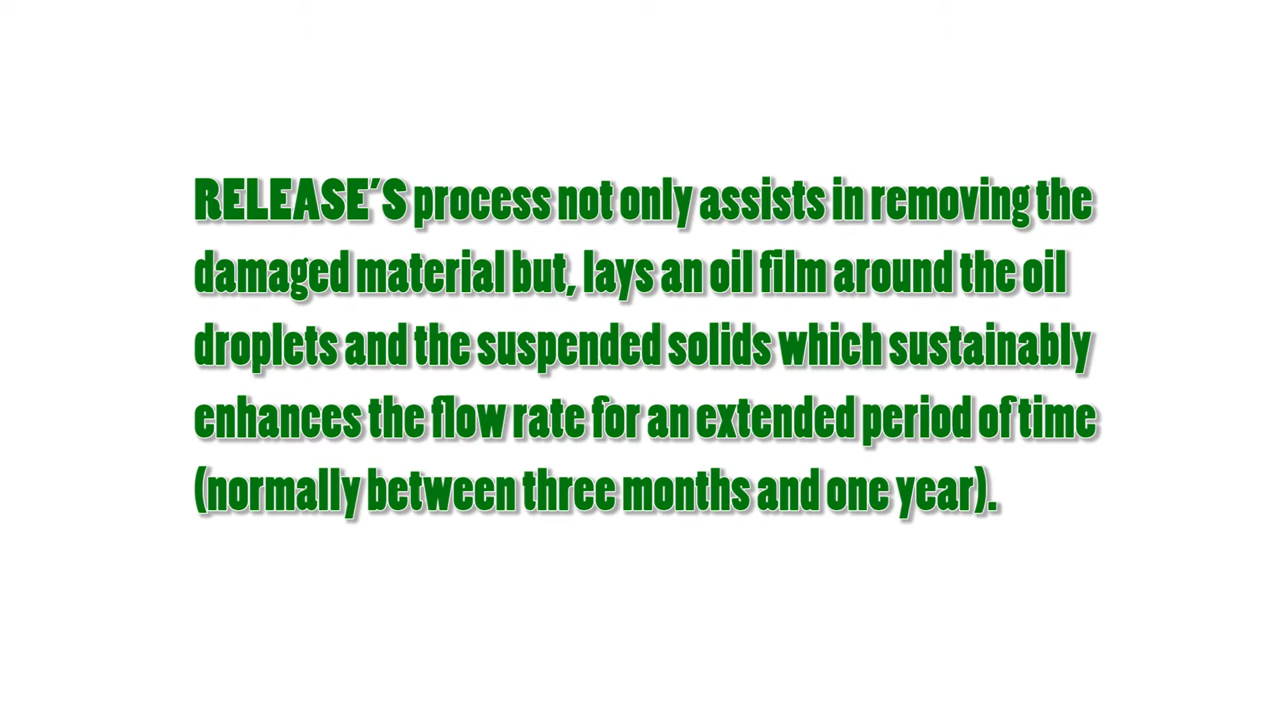 RELEASE'S process not only assists in removing the
damaged material but, lays an oil film around the oil
droplets and the suspended solids which sustainably
enhances the flow rate for an extended period of time
(normally between three months and one year).